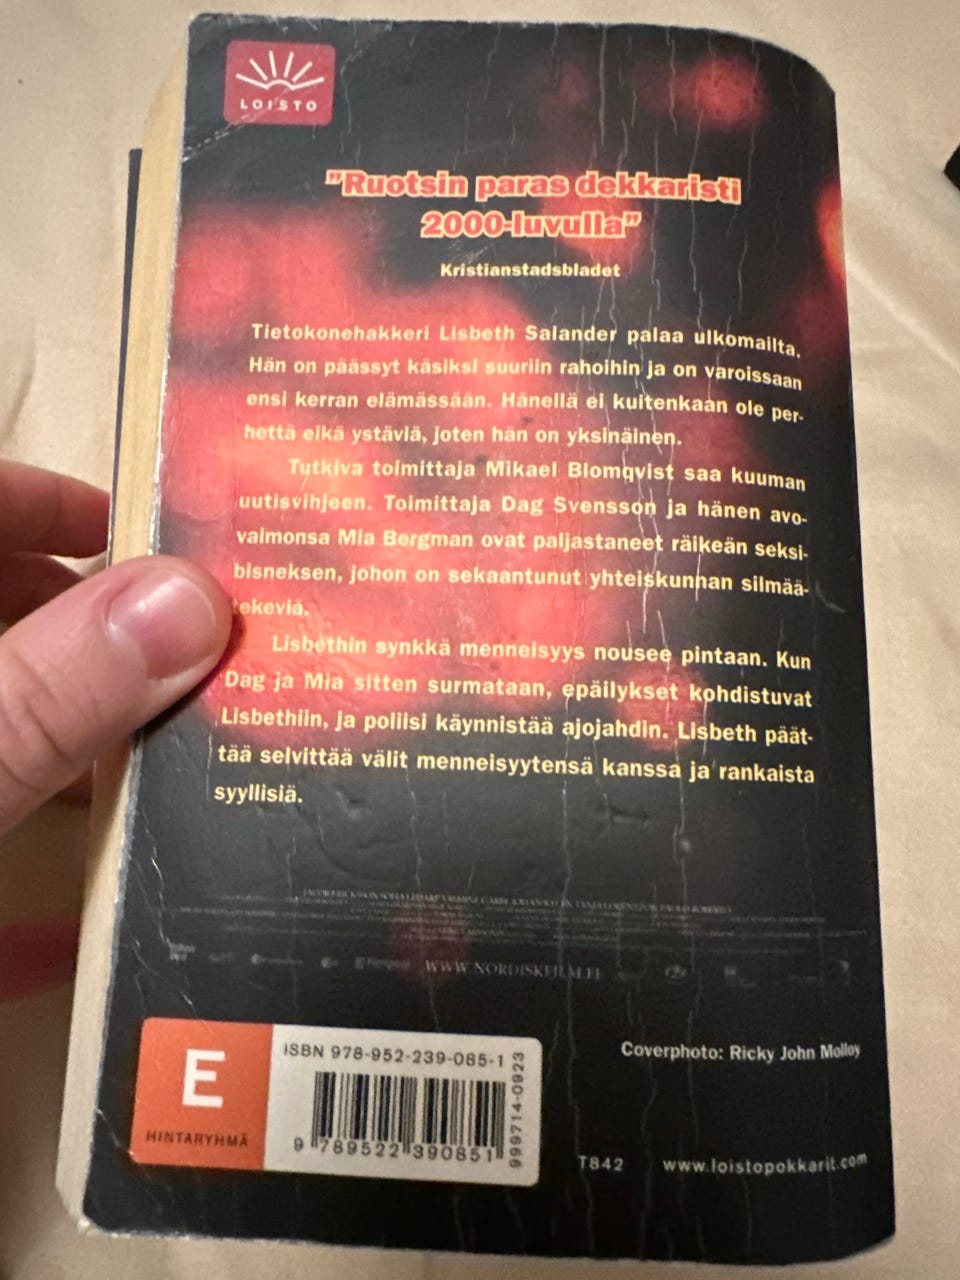 LOISTO
"Ruotsin paras dekkaristi
2000-luvulla"
Kristianstadsbladet
Tietokonehakkeri Lisbeth Salander palaa ulkomailta.
Hän on päässyt käsiksi suuriin rahoihin ja on varoissaan
ensi kerran elämässään. Hänellä ei kuitenkaan ole per-
hettä eikä ystäviä, joten hän on yksinäinen.
Tutkiva toimittaja Mikael Blomqvist saa kuuman
uutisvihjeen. Toimittaja Dag Svensson ja hänen avo-
vaimonsa Mia Bergman ovat paljastaneet räikeän seksi-
bisneksen, johon on sekaantunut yhteiskunnan silmää-
tekeviä.
Lisbethin synkkä menneisyys nousee pintaan. Kun
Dag ja Mia sitten surmataan, epäilykset kohdistuvat
Lisbethiin, ja poliisi käynnistää ajojahdin. Lisbeth päät-
tää selvittää välit menneisyytensä kanssa ja rankaista
syyllisiä.
WWW.NORDISKFILM.FI
Coverphoto: Ricky John Molloy
E
HINTARYHMÄ
ISBN 978-952-239-085-1
9 789522 390851
999714-0923
T842
www.loistopokkarit.com